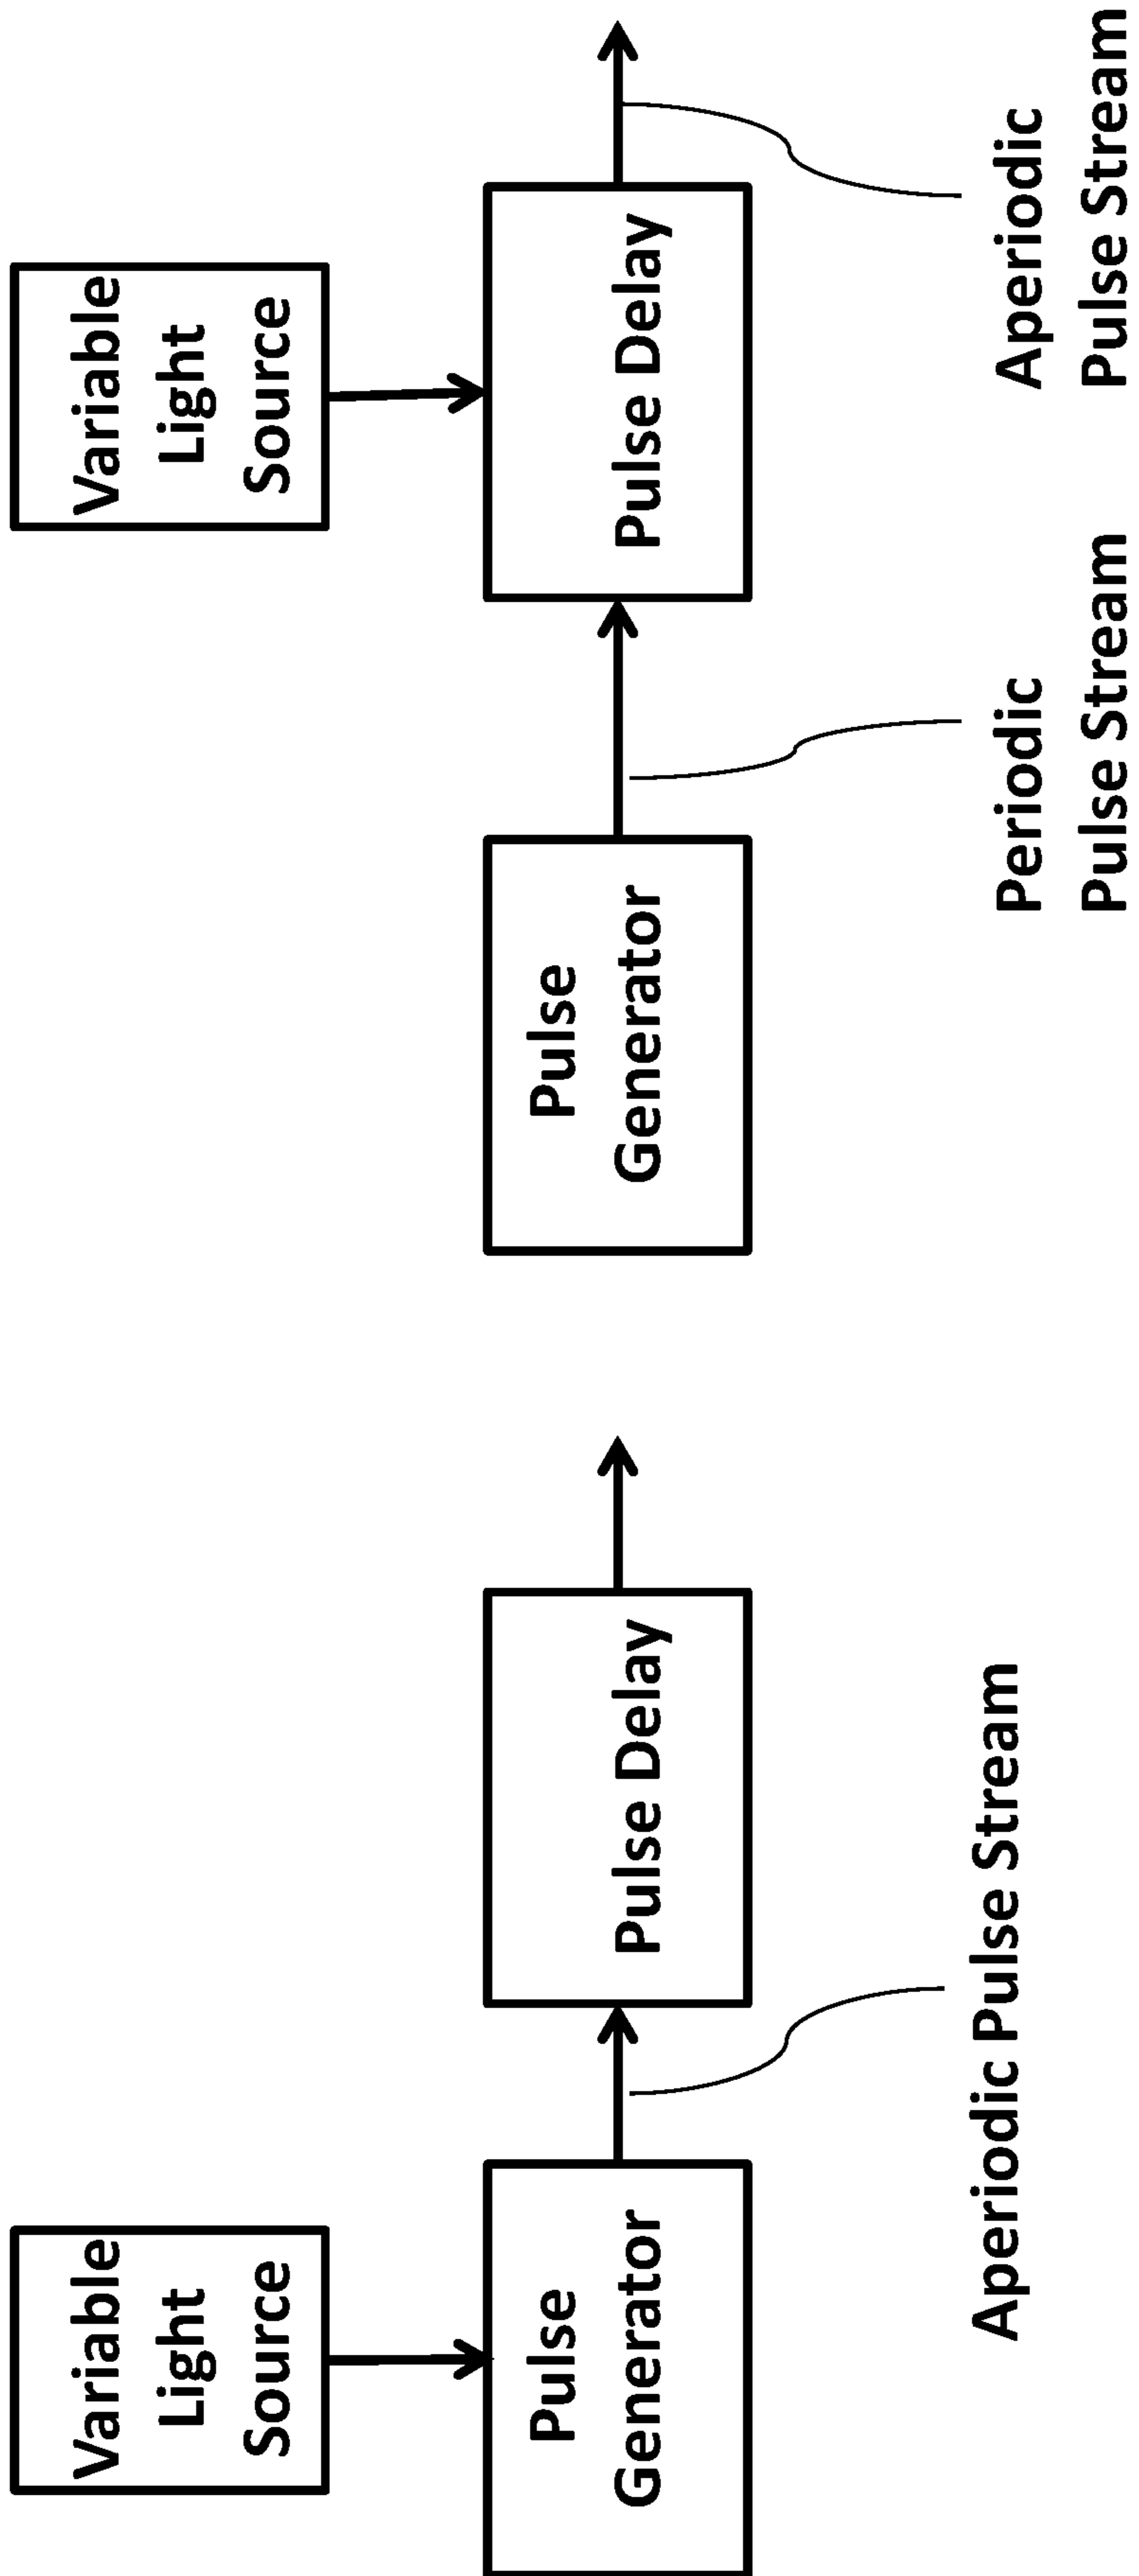 Variable
Light
Source
Pulse
Generator
Pulse Delay
Aperiodic Pulse Stream
Variable
Light
Source
Pulse
Generator
Pulse Delay
Periodic
Pulse Stream
Aperiodic
Pulse Stream